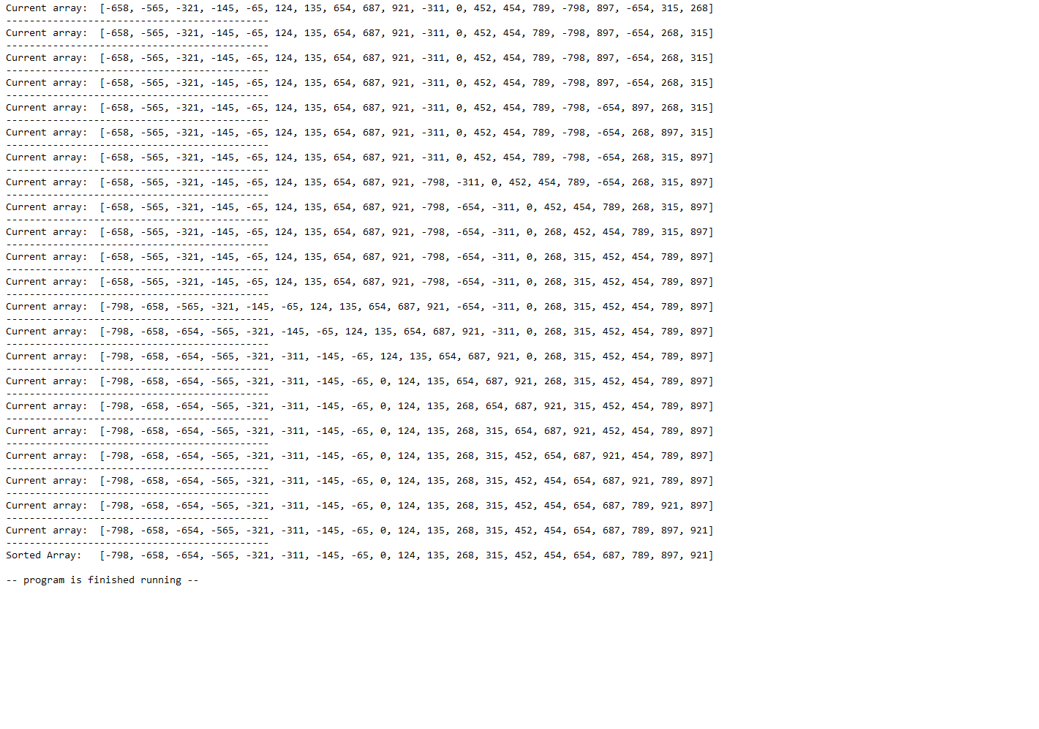 Current array:  [-658, -565, -321, -145, -65, 124, 135, 654, 687, 921, -311, 0, 452, 454, 789, -798, 897, -654, 315, 268]
---------------------------------------------
Current array:  [-658, -565, -321, -145, -65, 124, 135, 654, 687, 921, -311, 0, 452, 454, 789, -798, 897, -654, 268, 315]
---------------------------------------------
Current array:  [-658, -565, -321, -145, -65, 124, 135, 654, 687, 921, -311, 0, 452, 454, 789, -798, 897, -654, 268, 315]
---------------------------------------------
Current array:  [-658, -565, -321, -145, -65, 124, 135, 654, 687, 921, -311, 0, 452, 454, 789, -798, 897, -654, 268, 315]
---------------------------------------------
Current array:  [-658, -565, -321, -145, -65, 124, 135, 654, 687, 921, -311, 0, 452, 454, 789, -798, -654, 897, 268, 315]
---------------------------------------------
Current array:  [-658, -565, -321, -145, -65, 124, 135, 654, 687, 921, -311, 0, 452, 454, 789, -798, -654, 268, 897, 315]
---------------------------------------------
Current array:  [-658, -565, -321, -145, -65, 124, 135, 654, 687, 921, -311, 0, 452, 454, 789, -798, -654, 268, 315, 897]
---------------------------------------------
Current array:  [-658, -565, -321, -145, -65, 124, 135, 654, 687, 921, -798, -311, 0, 452, 454, 789, -654, 268, 315, 897]
---------------------------------------------
Current array:  [-658, -565, -321, -145, -65, 124, 135, 654, 687, 921, -798, -654, -311, 0, 452, 454, 789, 268, 315, 897]
---------------------------------------------
Current array:  [-658, -565, -321, -145, -65, 124, 135, 654, 687, 921, -798, -654, -311, 0, 268, 452, 454, 789, 315, 897]
---------------------------------------------
Current array:  [-658, -565, -321, -145, -65, 124, 135, 654, 687, 921, -798, -654, -311, 0, 268, 315, 452, 454, 789, 897]
---------------------------------------------
Current array:  [-658, -565, -321, -145, -65, 124, 135, 654, 687, 921, -798, -654, -311, 0, 268, 315, 452, 454, 789, 897]
---------------------------------------------
Current array:  [-798, -658, -565, -321, -145, -65, 124, 135, 654, 687, 921, -654, -311, 0, 268, 315, 452, 454, 789, 897]
---------------------------------------------
Current array:  [-798, -658, -654, -565, -321, -145, -65, 124, 135, 654, 687, 921, -311, 0, 268, 315, 452, 454, 789, 897]
---------------------------------------------
Current array:  [-798, -658, -654, -565, -321, -311, -145, -65, 124, 135, 654, 687, 921, 0, 268, 315, 452, 454, 789, 897]
---------------------------------------------
Current array:  [-798, -658, -654, -565, -321, -311, -145, -65, 0, 124, 135, 654, 687, 921, 268, 315, 452, 454, 789, 897]
---------------------------------------------
Current array:  [-798, -658, -654, -565, -321, -311, -145, -65, 0, 124, 135, 268, 654, 687, 921, 315, 452, 454, 789, 897]
---------------------------------------------
Current array:  [-798, -658, -654, -565, -321, -311, -145, -65, 0, 124, 135, 268, 315, 654, 687, 921, 452, 454, 789, 897]
---------------------------------------------
Current array:  [-798, -658, -654, -565, -321, -311, -145, -65, 0, 124, 135, 268, 315, 452, 654, 687, 921, 454, 789, 897]
---------------------------------------------
Current array:  [-798, -658, -654, -565, -321, -311, -145, -65, 0, 124, 135, 268, 315, 452, 454, 654, 687, 921, 789, 897]
---------------------------------------------
Current array:  [-798, -658, -654, -565, -321, -311, -145, -65, 0, 124, 135, 268, 315, 452, 454, 654, 687, 789, 921, 897]
---------------------------------------------
Current array:  [-798, -658, -654, -565, -321, -311, -145, -65, 0, 124, 135, 268, 315, 452, 454, 654, 687, 789, 897, 921]
---------------------------------------------
Sorted Array:   [-798, -658, -654, -565, -321, -311, -145, -65, 0, 124, 135, 268, 315, 452, 454, 654, 687, 789, 897, 921]
-- program is finished running --